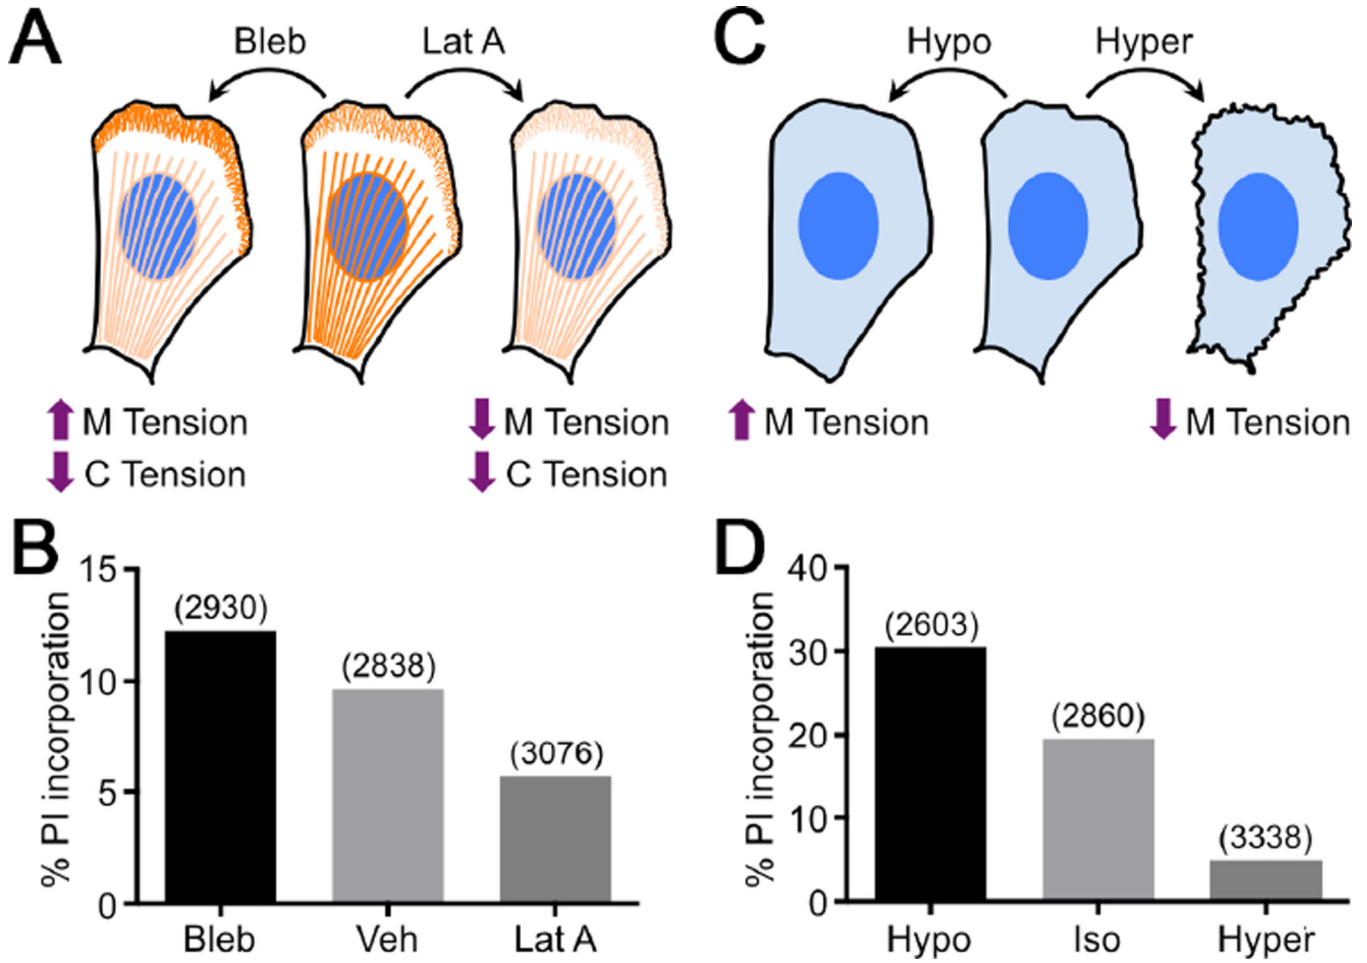 A
Bleb
Lat A
M Tension
C Tension
M Tension
C Tension
B
% PI incorporation
15
10
5
0
(2930)
(2838)
(3076)
Bleb
Veh
Lat A
C
Hypo
Hyper
M Tension
M Tension
D
% PI incorporation
40
30
20
10
0
(2603)
(2860)
(3338)
Hypo
Iso
Hyper